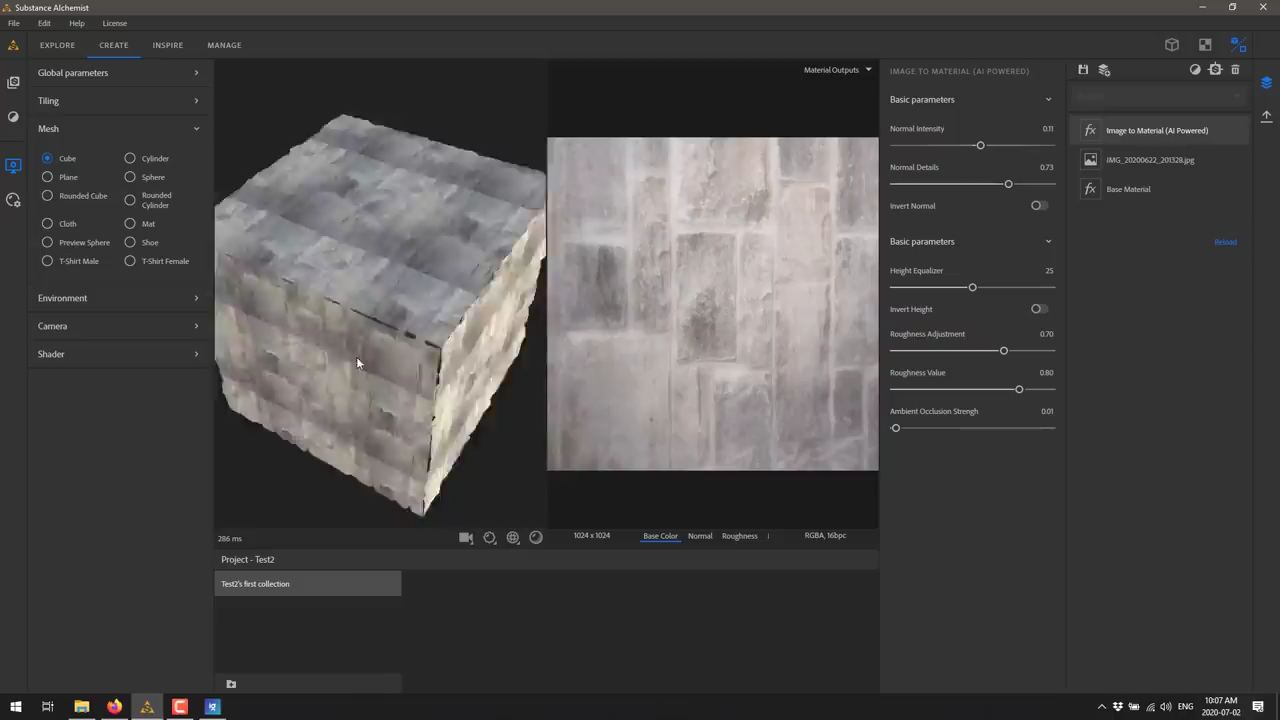 Substance Alchemist
File Edit Help License
EXPLORE CREATE INSPIRE MANAGE
Global parameters
Tiling
Mesh
Cube Cylinder
Plane Sphere
Rounded Cube Rounded Cylinder
Cloth Mat
Preview Sphere Shoe
T-Shirt Male T-Shirt Female
Environment
Camera
Shader
Material Outputs
286 ms
1024 x 1024 Base Color Normal Roughness RGBA, 16bpc
Project - Test2
Test2's first collection
IMAGE TO MATERIAL (AI POWERED)
Basic parameters
Normal Intensity 0.11
Normal Details 0.73
Invert Normal
Basic parameters
Height Equalizer 25
Invert Height
Roughness Adjustment 0.70
Roughness Value 0.80
Ambient Occlusion Strengh 0.01
fx Image to Material (AI Powered)
IMG_20200622_201328.jpg
fx Base Material
Reload
ENG
10:07 AM
2020-07-02